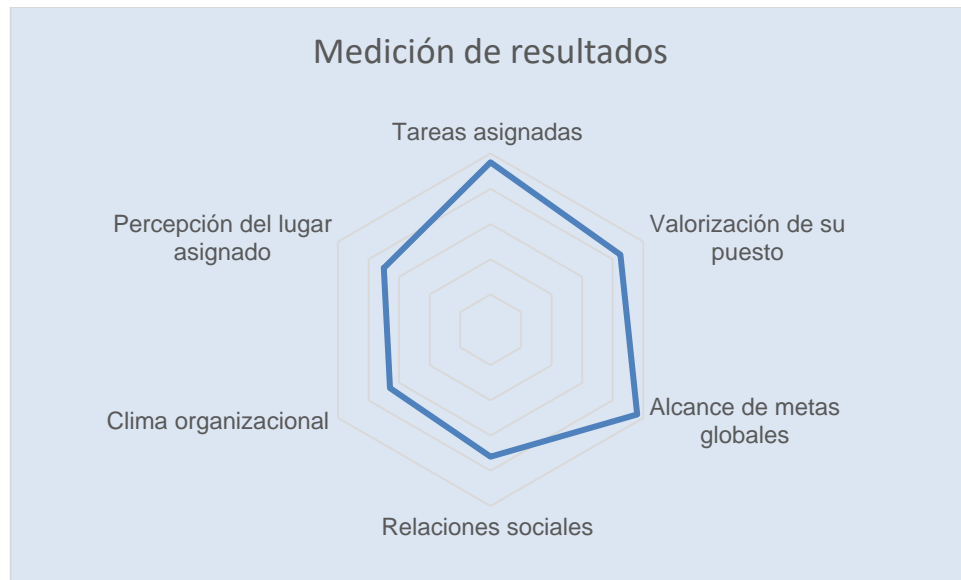 Medición de resultados
Tareas asignadas
Valorización de su
puesto
Alcance de metas
globales
Relaciones sociales
Clima organizacional
Percepción del lugar
asignado